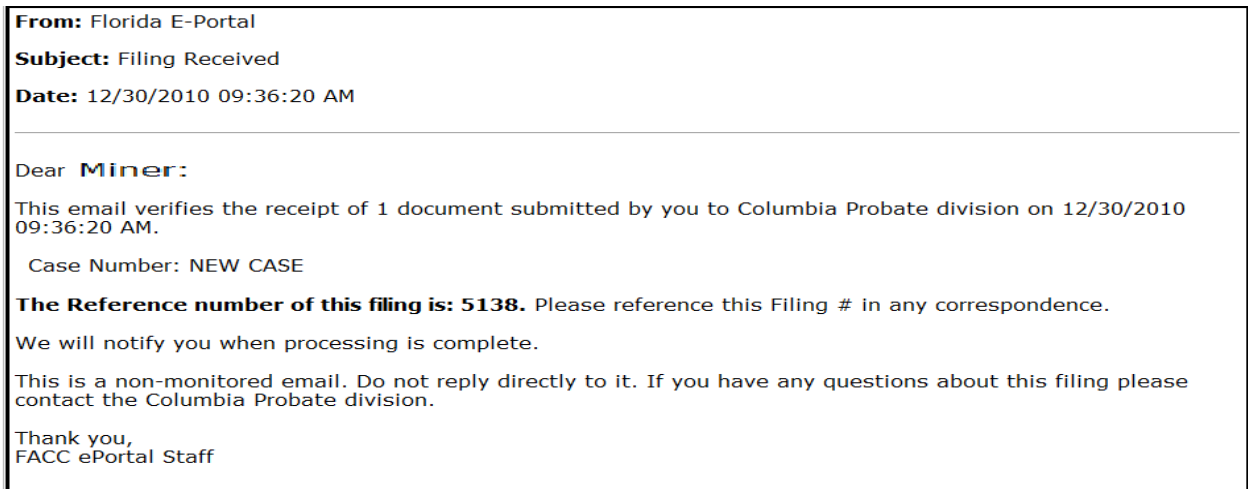 From: Florida E-Portal
Subject: Filing Received
Date: 12/30/2010 09:36:20 AM
Dear Miner:
This email verifies the receipt of 1 document submitted by you to Columbia Probate division on 12/30/2010
09:36:20 AM.
Case Number: NEW CASE
The Reference number of this filing is: 5138. Please reference this Filing # in any correspondence.
We will notify you when processing is complete.
This is a non-monitored email. Do not reply directly to it. If you have any questions about this filing please
contact the Columbia Probate division.
Thank you,
FACC ePortal Staff